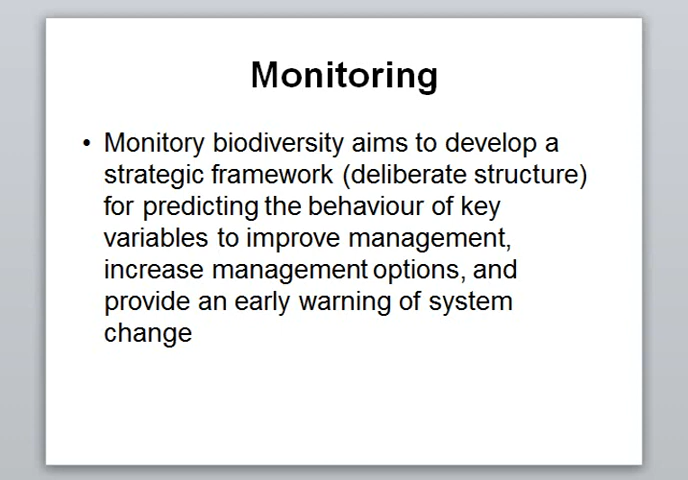 Monitoring
• Monitory biodiversity aims to develop a
strategic framework (deliberate structure)
for predicting the behaviour of key
variables to improve management,
increase management options, and
provide an early warning of system
change